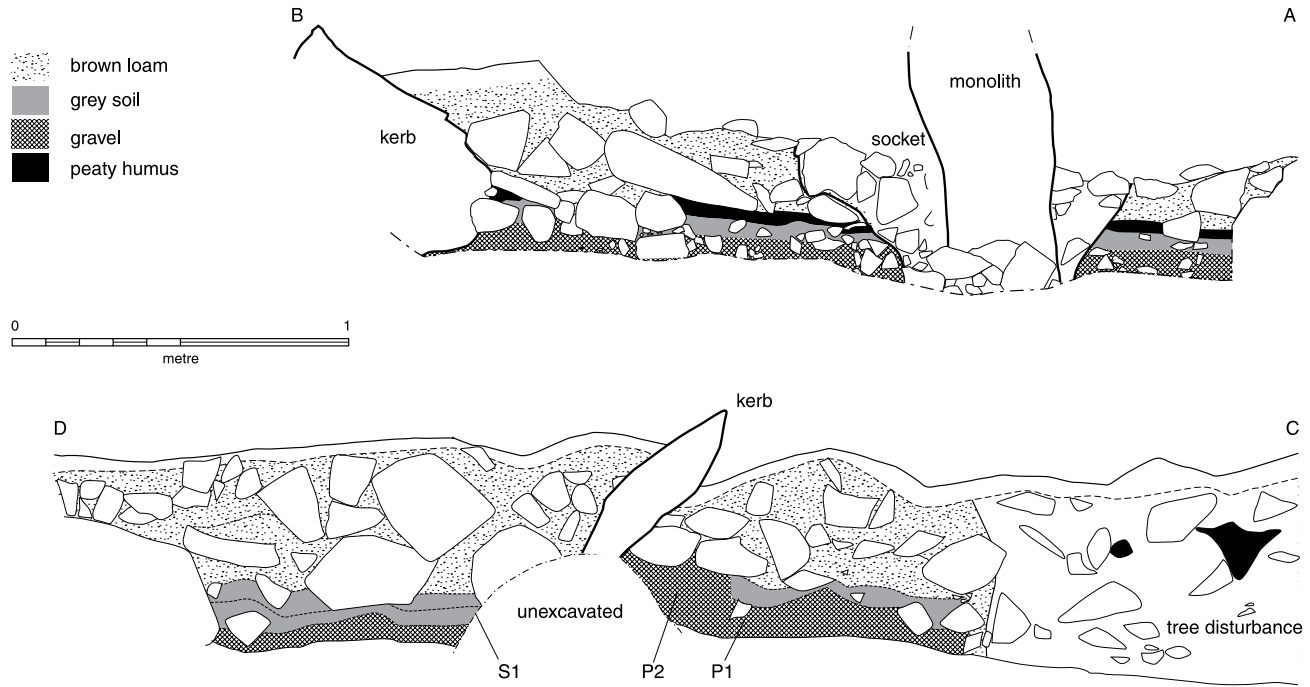 B
A
brown loam
grey soil
gravel
peaty humus
kerb
socket
monolith
0 1
metre
kerb
D
C
unexcavated
tree disturbance
S1 P2 P1